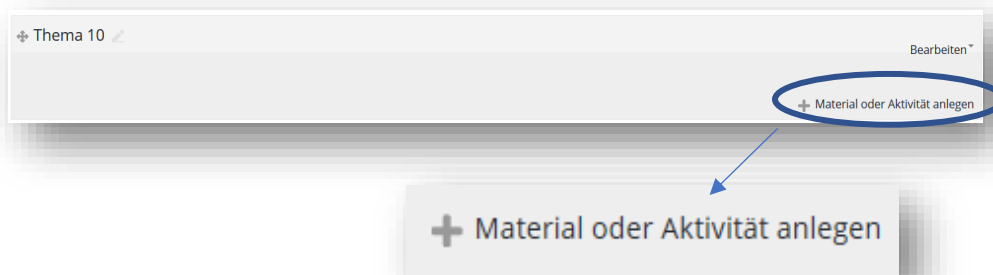 Thema 10
Bearbeiten
Material oder Aktivität anlegen
Material oder Aktivität anlegen